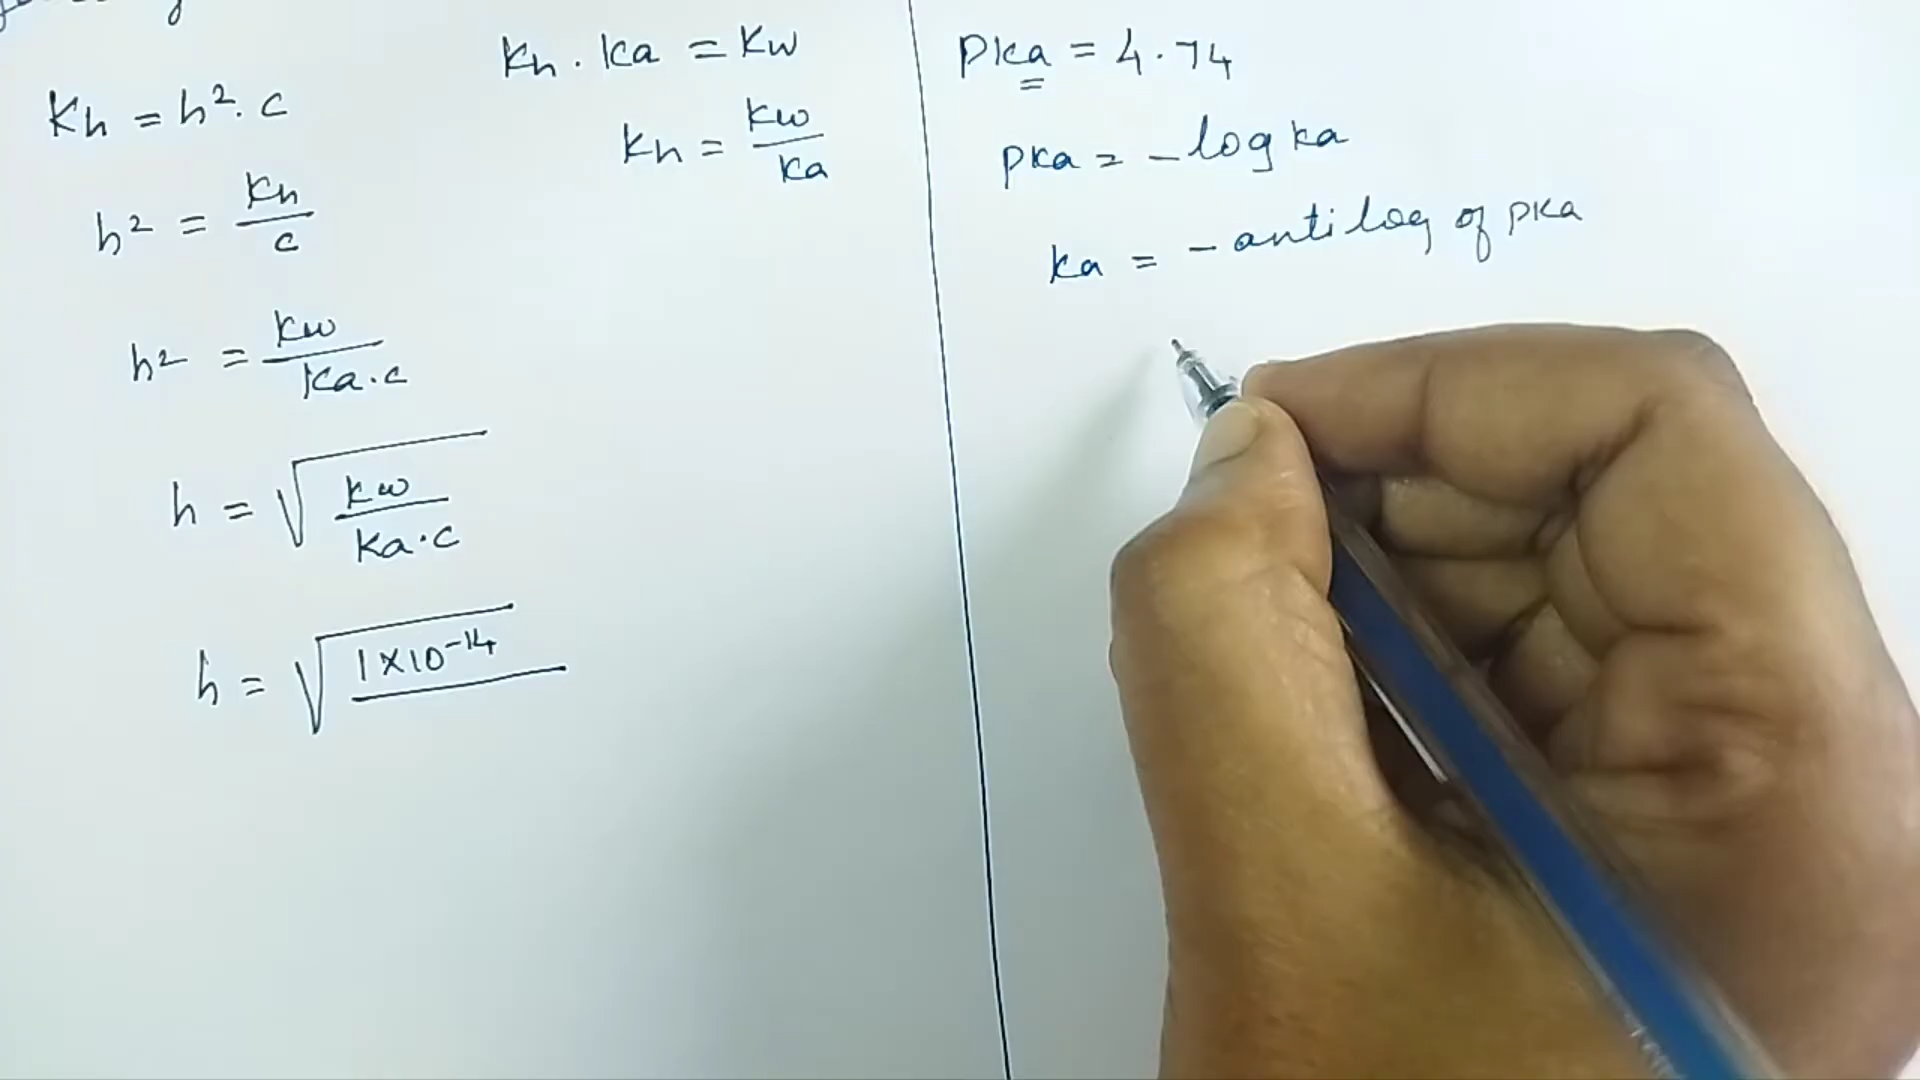 Kh = h². c
h² = Kh / c
h² = Kw / Ka.c
h = √ Kw / Ka.c
h = √ 1×10⁻¹⁴
Kh . Ka = Kw
Kh = Kw / Ka
PKa = 4.74
PKa = - log Ka
Ka = - antilog of PKa